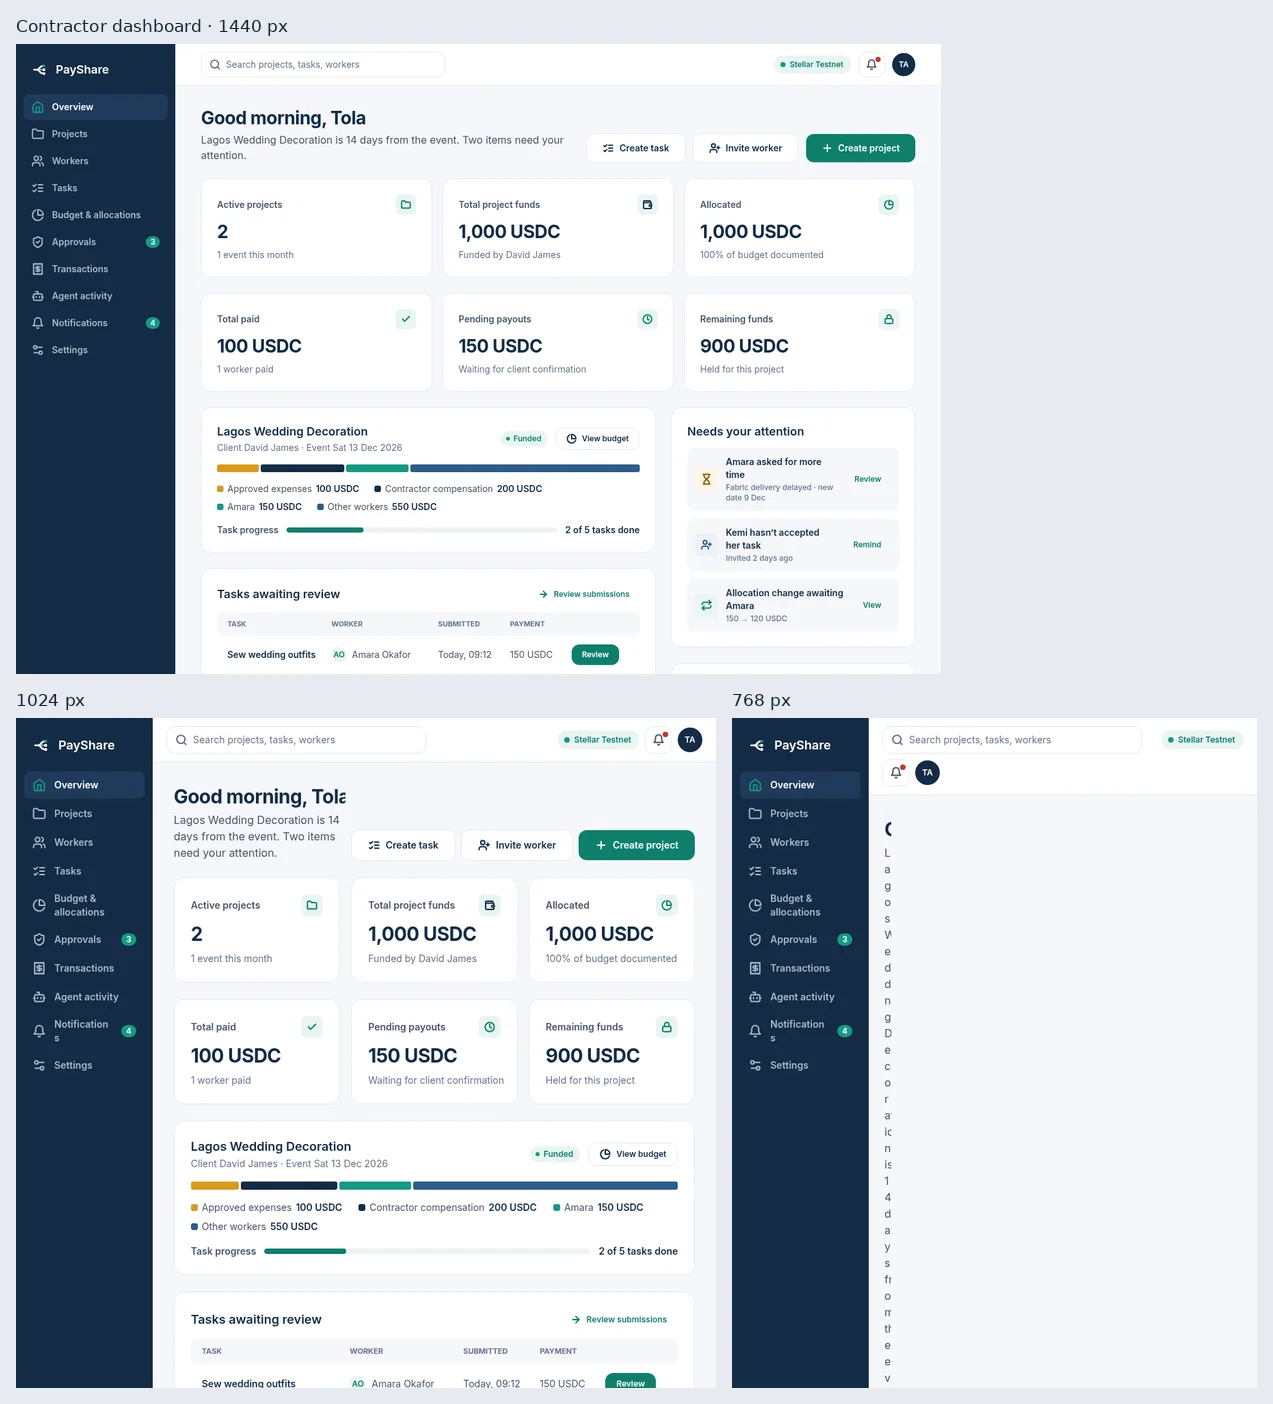 Contractor dashboard · 1440 px
PayShare
Overview
Projects
Workers
Tasks
Budget & allocations
Approvals 3
Transactions
Agent activity
Notifications 4
Settings
Search projects, tasks, workers
Stellar Testnet
TA
Good morning, Tola
Lagos Wedding Decoration is 14 days from the event. Two items need your
attention.
Create task
Invite worker
Create project
Active projects
2
1 event this month
Total project funds
1,000 USDC
Funded by David James
Allocated
1,000 USDC
100% of budget documented
Total paid
100 USDC
1 worker paid
Pending payouts
150 USDC
Waiting for client confirmation
Remaining funds
900 USDC
Held for this project
Lagos Wedding Decoration
Client David James · Event Sat 13 Dec 2026
Funded
View budget
Approved expenses 100 USDC Contractor compensation 200 USDC
Amara 150 USDC Other workers 550 USDC
Task progress 2 of 5 tasks done
Tasks awaiting review
Review submissions
TASK WORKER SUBMITTED PAYMENT
Sew wedding outfits AO Amara Okafor Today, 09:12 150 USDC Review
Needs your attention
Amara asked for more
time
Fabric delivery delayed · new
date 9 Dec
Review
Kemi hasn't accepted
her task
Invited 2 days ago
Remind
Allocation change awaiting
Amara
150 → 120 USDC
View
1024 px
PayShare
Overview
Projects
Workers
Tasks
Budget &
allocations
Approvals 3
Transactions
Agent activity
Notification
s 4
Settings
Search projects, tasks, workers
Stellar Testnet
TA
Good morning, Tola
Lagos Wedding Decoration is 14
days from the event. Two items
need your attention.
Create task
Invite worker
Create project
Active projects
2
1 event this month
Total project funds
1,000 USDC
Funded by David James
Allocated
1,000 USDC
100% of budget documented
Total paid
100 USDC
1 worker paid
Pending payouts
150 USDC
Waiting for client confirmation
Remaining funds
900 USDC
Held for this project
Lagos Wedding Decoration
Client David James · Event Sat 13 Dec 2026
Funded
View budget
Approved expenses 100 USDC Contractor compensation 200 USDC Amara 150 USDC
Other workers 550 USDC
Task progress 2 of 5 tasks done
Tasks awaiting review
Review submissions
TASK WORKER SUBMITTED PAYMENT
Sew wedding outfits AO Amara Okafor Today, 09:12 150 USDC Review
768 px
PayShare
Overview
Projects
Workers
Tasks
Budget &
allocations
Approvals 3
Transactions
Agent activity
Notification
s 4
Settings
Search projects, tasks, workers
Stellar Testnet
TA
G
L
a
g
o
s
W
e
d
d
n
g
D
e
c
o
r
at
ic
n
is
1
4
d
a
y
s
fr
o
m
th
e
e
v